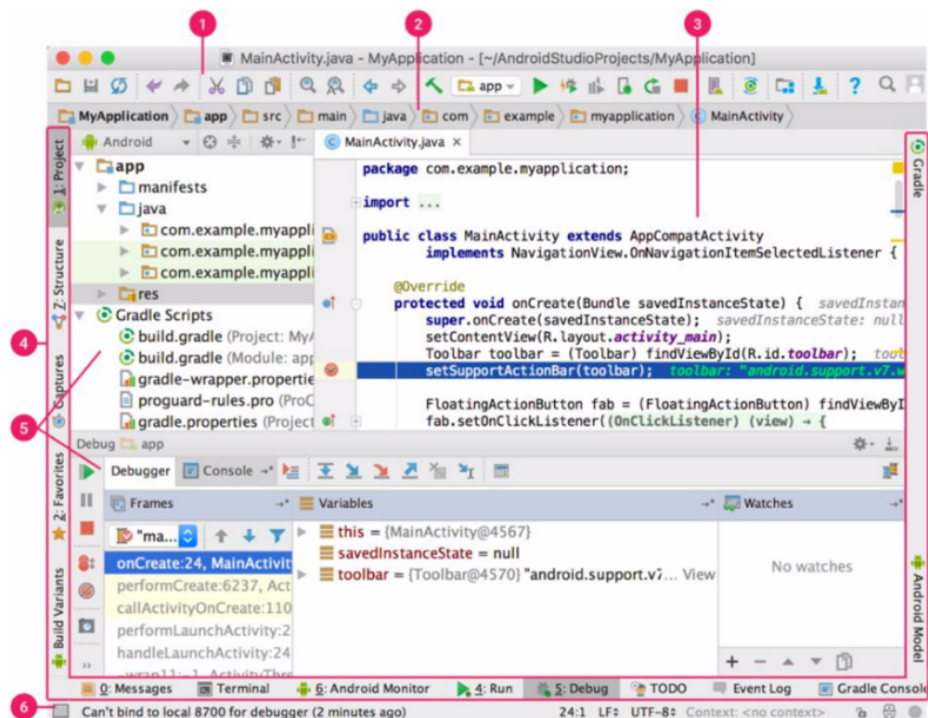 1 2 3
MainActivity.java - MyApplication - [~/AndroidStudioProjects/MyApplication]
app
MyApplication app src main java com example myapplication MainActivity
1: Project
Android
MainActivity.java
app
manifests
java
com.example.myappli
com.example.myappli
com.example.myappli
res
Gradle Scripts
build.gradle (Project: MyA
build.gradle (Module: app
gradle-wrapper.propertie
proguard-rules.pro (ProC
gradle.properties (Project
package com.example.myapplication;
import ...
public class MainActivity extends AppCompatActivity
implements NavigationView.OnNavigationItemSelectedListener {
@Override
protected void onCreate(Bundle savedInstanceState) { savedInstan
super.onCreate(savedInstanceState); savedInstanceState: null
setContentView(R.layout.activity_main);
Toolbar toolbar = (Toolbar) findViewById(R.id.toolbar); tool
setSupportActionBar(toolbar); toolbar: "android.support.v7.w
FloatingActionButton fab = (FloatingActionButton) findViewByI
fab.setOnClickListener((OnClickListener) (view) → {
Gradle
Z: Structure
4
Captures
5
2: Favorites
Build Variants
Debug app
Debugger Console
Frames Variables Watches
"ma...
onCreate:24, MainActivit
performCreate:6237, Act
callActivityOnCreate:110
performLaunchActivity:2
handleLaunchActivity:24
-wrap11:-1, ActivityThre
this = {MainActivity@4567}
savedInstanceState = null
toolbar = {Toolbar@4570} "android.support.v7... View
No watches
Android Model
0: Messages Terminal 6: Android Monitor 4: Run 5: Debug TODO Event Log Gradle Console
6
Can't bind to local 8700 for debugger (2 minutes ago) 24:1 LF UTF-8 Context: <no context>